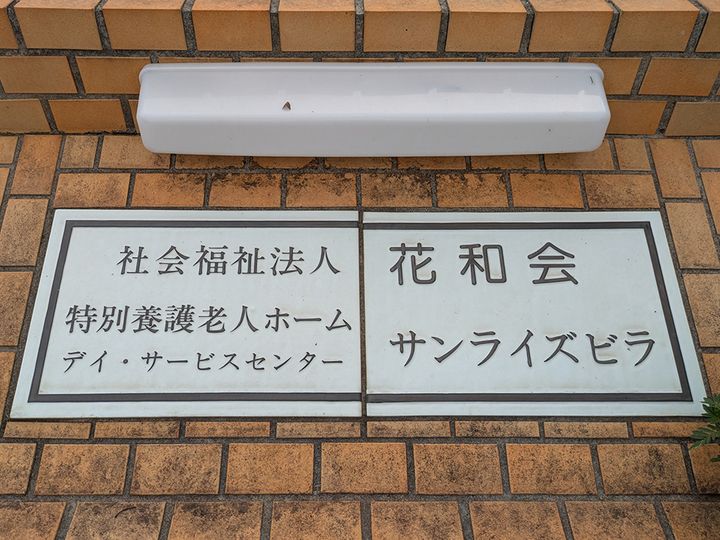 社会福祉法人 花和会
特別養護老人ホーム
デイ・サービスセンター サンライズビラ